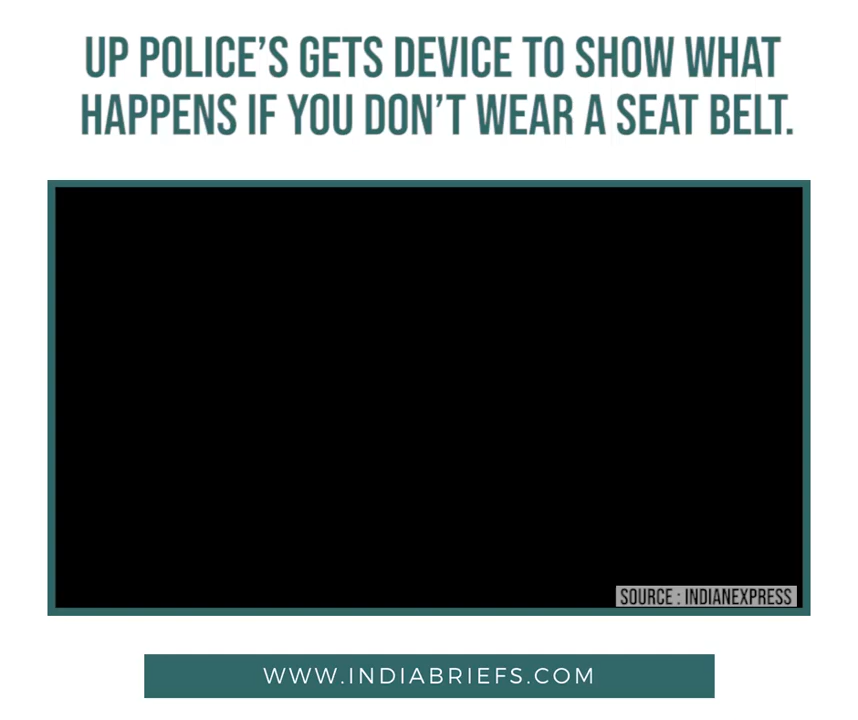 UP POLICE'S GETS DEVICE TO SHOW WHAT
HAPPENS IF YOU DON'T WEAR A SEAT BELT.
SOURCE : INDIANEXPRESS
WWW.INDIABRIEFS.COM